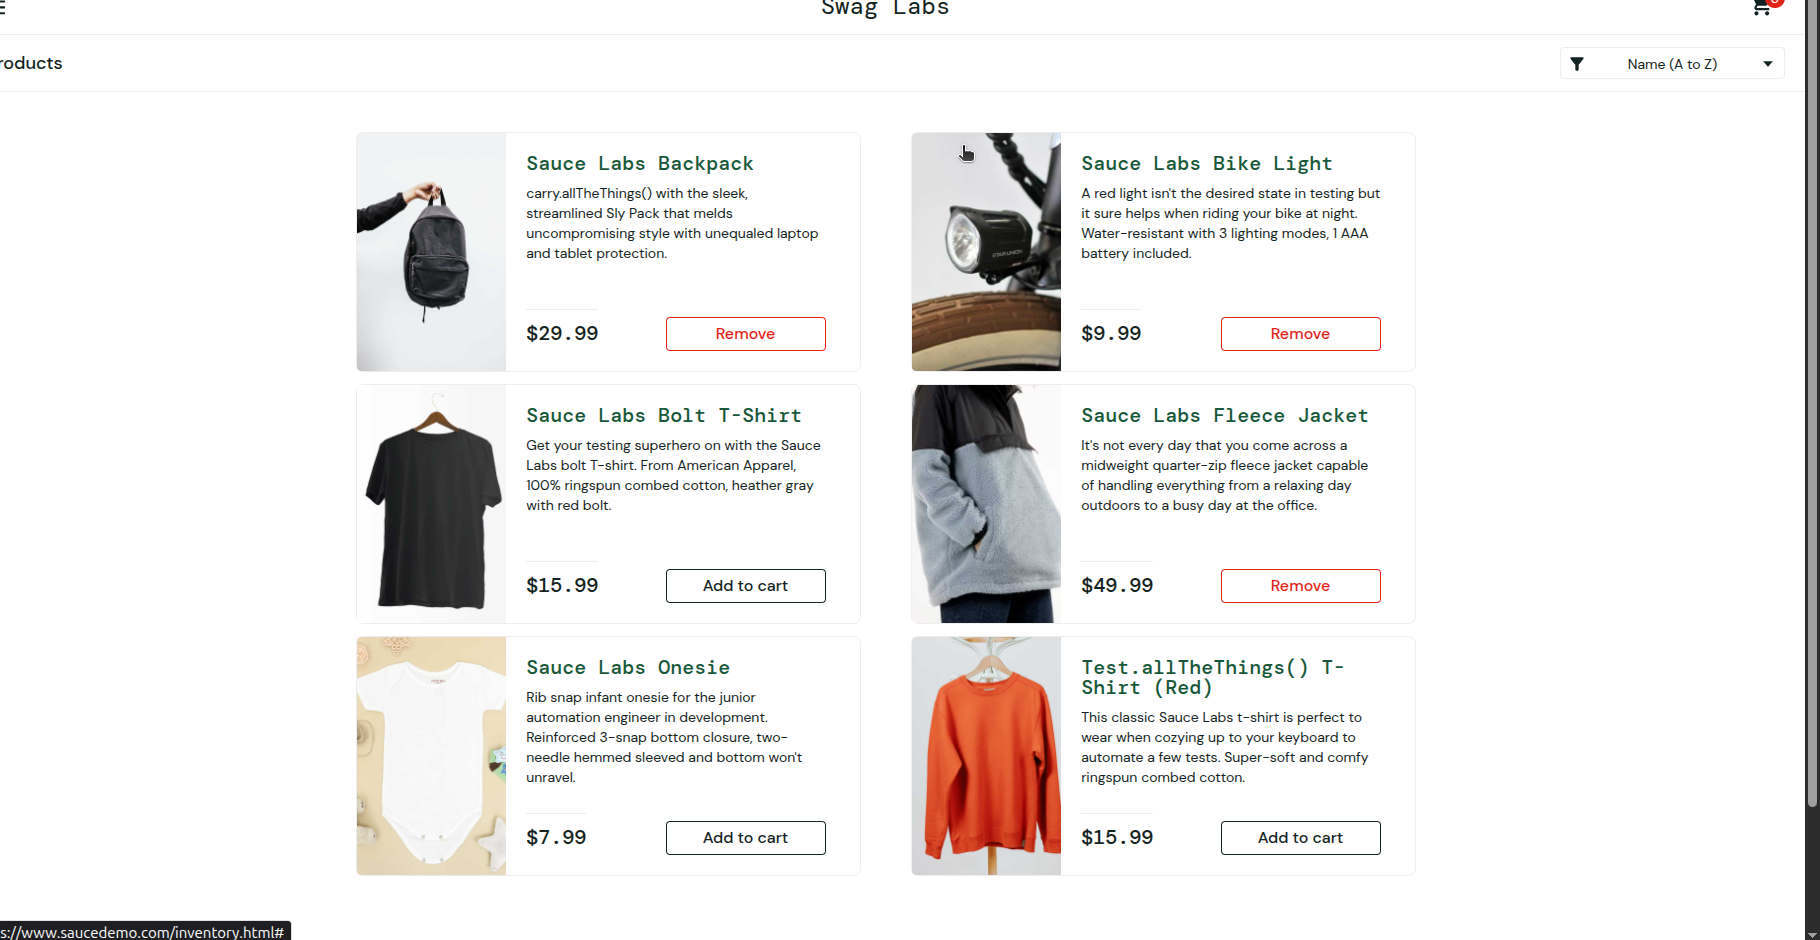 Swag Labs
roducts
Name (A to Z)
Sauce Labs Backpack
carry.allTheThings() with the sleek,
streamlined Sly Pack that melds
uncompromising style with unequaled laptop
and tablet protection.
$29.99
Remove
Sauce Labs Bike Light
A red light isn't the desired state in testing but
it sure helps when riding your bike at night.
Water-resistant with 3 lighting modes, 1 AAA
battery included.
$9.99
Remove
Sauce Labs Bolt T-Shirt
Get your testing superhero on with the Sauce
Labs bolt T-shirt. From American Apparel,
100% ringspun combed cotton, heather gray
with red bolt.
$15.99
Add to cart
Sauce Labs Fleece Jacket
It's not every day that you come across a
midweight quarter-zip fleece jacket capable
of handling everything from a relaxing day
outdoors to a busy day at the office.
$49.99
Remove
Sauce Labs Onesie
Rib snap infant onesie for the junior
automation engineer in development.
Reinforced 3-snap bottom closure, two-
needle hemmed sleeved and bottom won't
unravel.
$7.99
Add to cart
Test.allTheThings() T-
Shirt (Red)
This classic Sauce Labs t-shirt is perfect to
wear when cozying up to your keyboard to
automate a few tests. Super-soft and comfy
ringspun combed cotton.
$15.99
Add to cart
s://www.saucedemo.com/inventory.html#